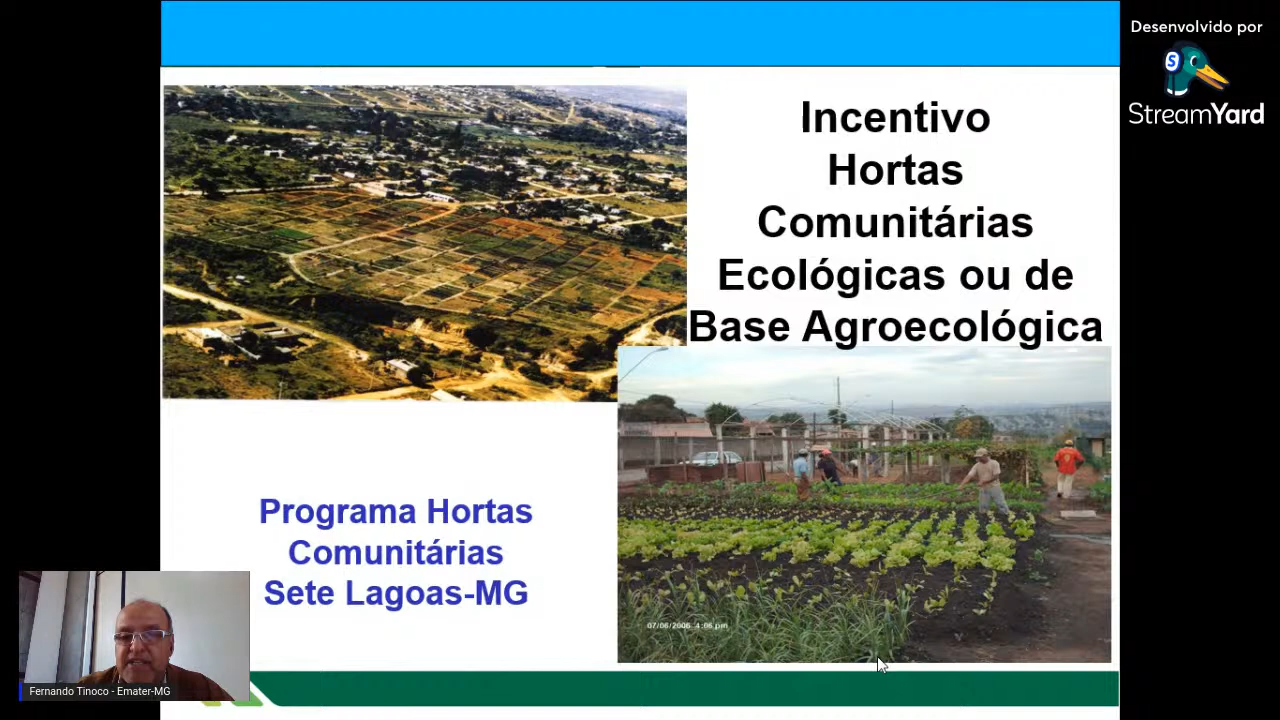 Desenvolvido por
StreamYard
Incentivo
Hortas
Comunitárias
Ecológicas ou de
Base Agroecológica
Programa Hortas
Comunitárias
Sete Lagoas-MG
07/06/2006 4:06 pm
Fernando Tinoco - Emater-MG